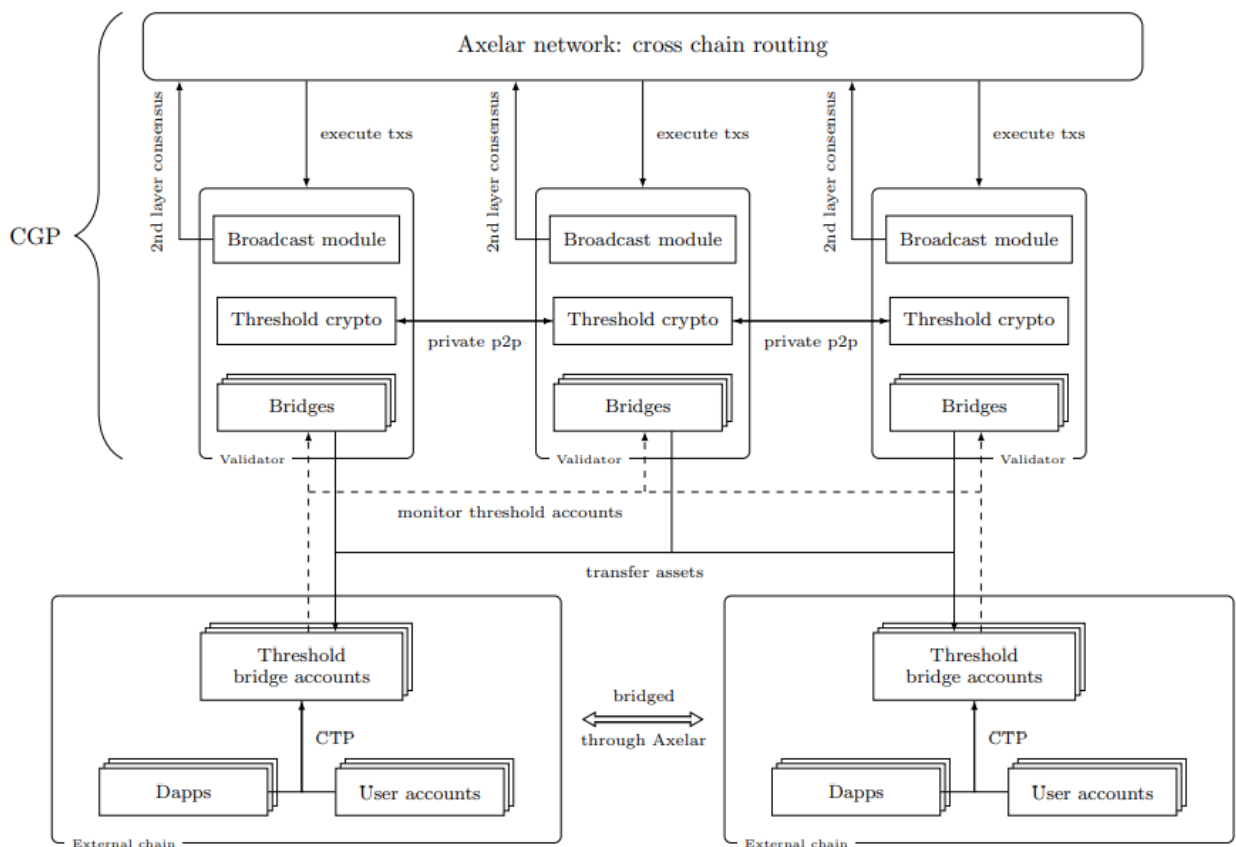 Axelar network: cross chain routing
2nd layer consensus
execute txs
2nd layer consensus
execute txs
2nd layer consensus
execute txs
CGP
Broadcast module
Broadcast module
Broadcast module
Threshold crypto
private p2p
Threshold crypto
private p2p
Threshold crypto
Bridges
Bridges
Bridges
Validator
Validator
Validator
monitor threshold accounts
transfer assets
Threshold
bridge accounts
CTP
Dapps
User accounts
External chain
bridged
through Axelar
Threshold
bridge accounts
CTP
Dapps
User accounts
External chain